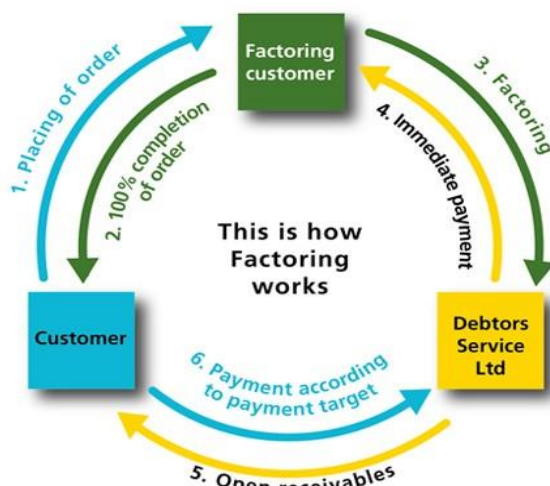 Factoring
customer
1. Placing of order
2. 100% completion
of order
3. Factoring
4. Immediate payment
This is how
Factoring
works
Customer
Debtors
Service
Ltd
6. Payment according
to payment target
5. Open receivables